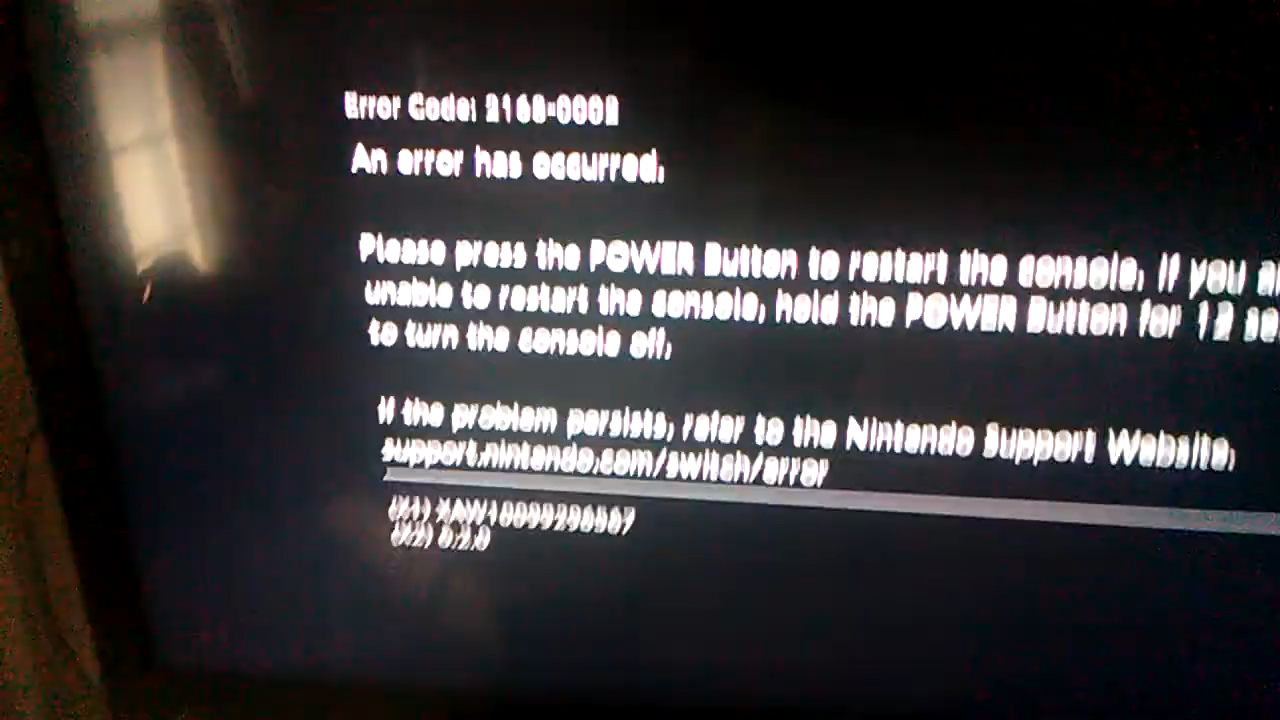 Error Code: 2168-0002
An error has occurred.
Please press the POWER Button to restart the console. If you
unable to restart the console, hold the POWER Button for 12
to turn the console off.
If the problem persists, refer to the Nintendo Support Website.
support.nintendo.com/switch/error